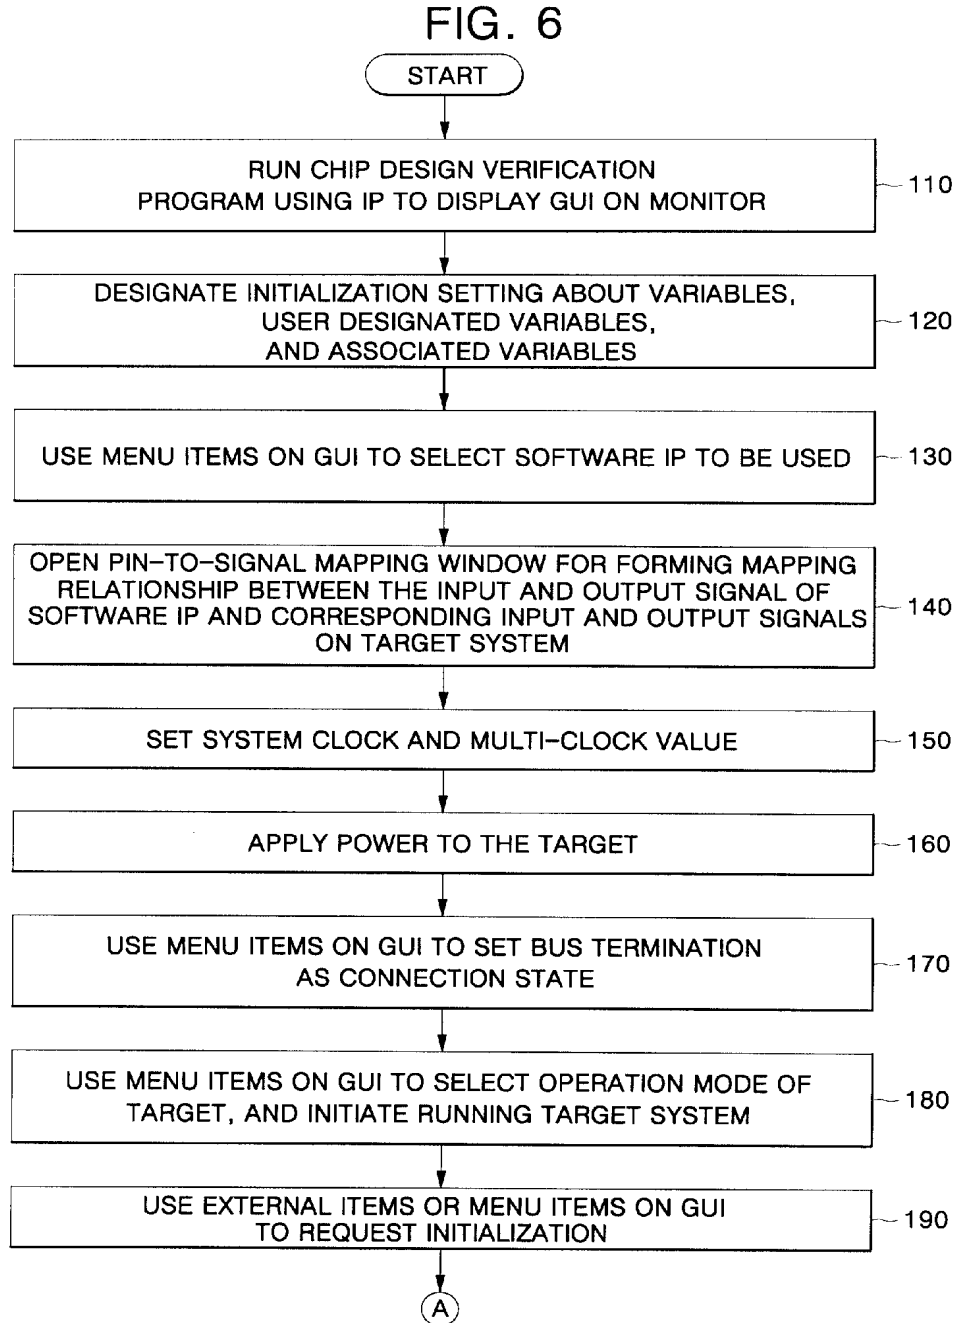 FIG. 6
START
RUN CHIP DESIGN VERIFICATION
PROGRAM USING IP TO DISPLAY GUI ON MONITOR
110
DESIGNATE INITIALIZATION SETTING ABOUT VARIABLES,
USER DESIGNATED VARIABLES,
AND ASSOCIATED VARIABLES
120
USE MENU ITEMS ON GUI TO SELECT SOFTWARE IP TO BE USED
130
OPEN PIN-TO-SIGNAL MAPPING WINDOW FOR FORMING MAPPING
RELATIONSHIP BETWEEN THE INPUT AND OUTPUT SIGNAL OF
SOFTWARE IP AND CORRESPONDING INPUT AND OUTPUT SIGNALS
ON TARGET SYSTEM
140
SET SYSTEM CLOCK AND MULTI-CLOCK VALUE
150
APPLY POWER TO THE TARGET
160
USE MENU ITEMS ON GUI TO SET BUS TERMINATION
AS CONNECTION STATE
170
USE MENU ITEMS ON GUI TO SELECT OPERATION MODE OF
TARGET, AND INITIATE RUNNING TARGET SYSTEM
180
USE EXTERNAL ITEMS OR MENU ITEMS ON GUI
TO REQUEST INITIALIZATION
190
A